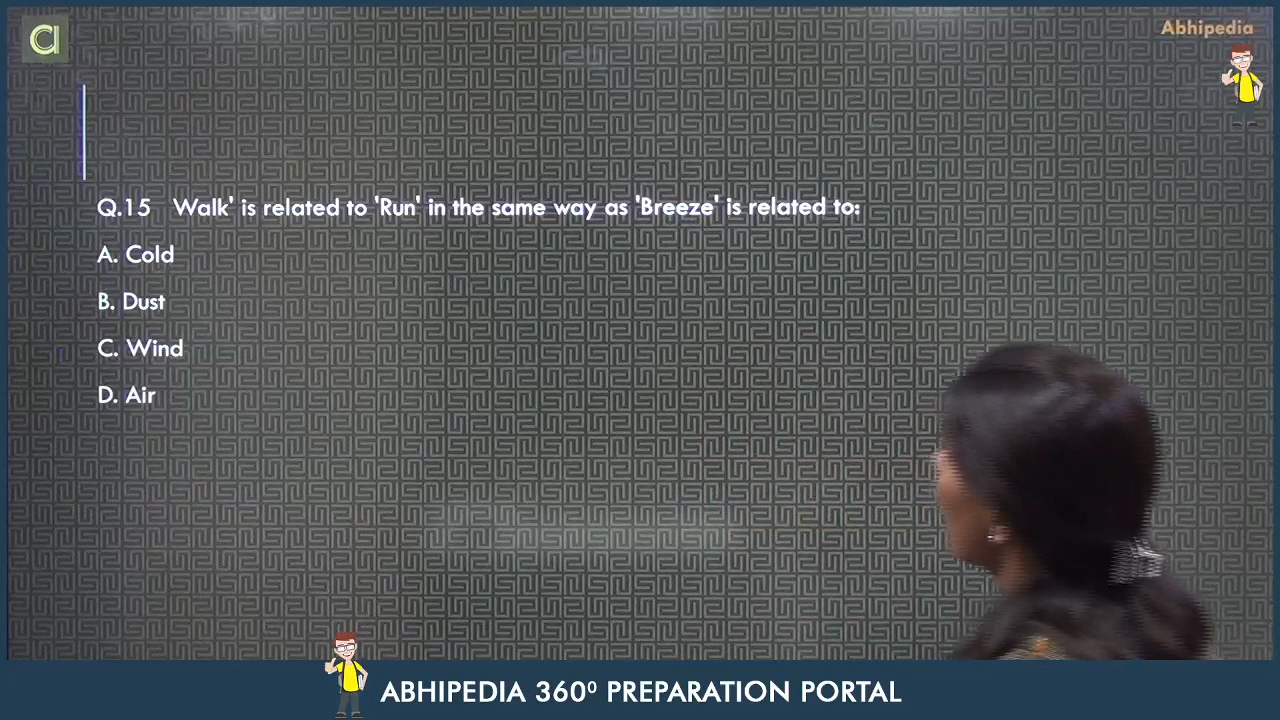 a
Abhipedia
Q.15 Walk' is related to 'Run' in the same way as 'Breeze' is related to:
A. Cold
B. Dust
C. Wind
D. Air
ABHIPEDIA 360⁰ PREPARATION PORTAL